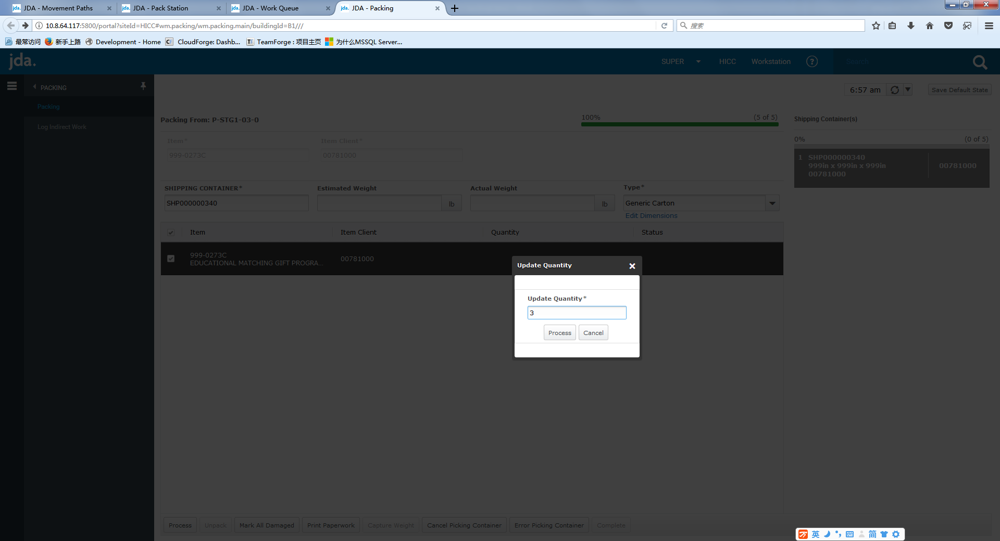 JDA - Movement Paths
JDA - Pack Station
JDA - Work Queue
JDA - Packing
10.8.64.117:5800/portal?siteId=HICC#wm.packing/wm.packing.main/buildingId=B1///
搜索
最常访问
新手上路
Development - Home
CloudForge: Dashb...
TeamForge : 项目主页
为什么MSSQL Server...
jda.
SUPER
HICC
Workstation
?
Search
PACKING
Packing
Log Indirect Work
6:57 am
Save Default State
Packing From: P-STG1-03-0
100%
(5 of 5)
Shipping Container(s)
0%
(0 of 5)
Item*
Item Client*
999-0273C
00781000
1 SHP000000340
999in x 999in x 999in
00781000
00781000
SHIPPING CONTAINER*
Estimated Weight
Actual Weight
Type*
SHP000000340
lb
lb
Generic Carton
Edit Dimensions
Item
Item Client
Quantity
Status
999-0273C
EDUCATIONAL MATCHING GIFT PROGRA...
00781000
Update Quantity
Update Quantity*
3
Process
Cancel
Process
Unpack
Mark All Damaged
Print Paperwork
Capture Weight
Cancel Picking Container
Error Picking Container
Complete
英
简